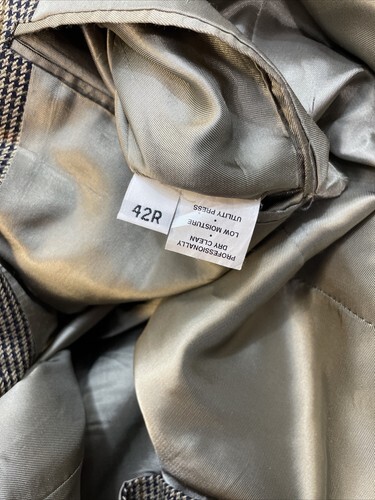 42R
PROFESSIONALLY
DRY CLEAN
•
LOW MOISTURE
•
UTILITY PRESS